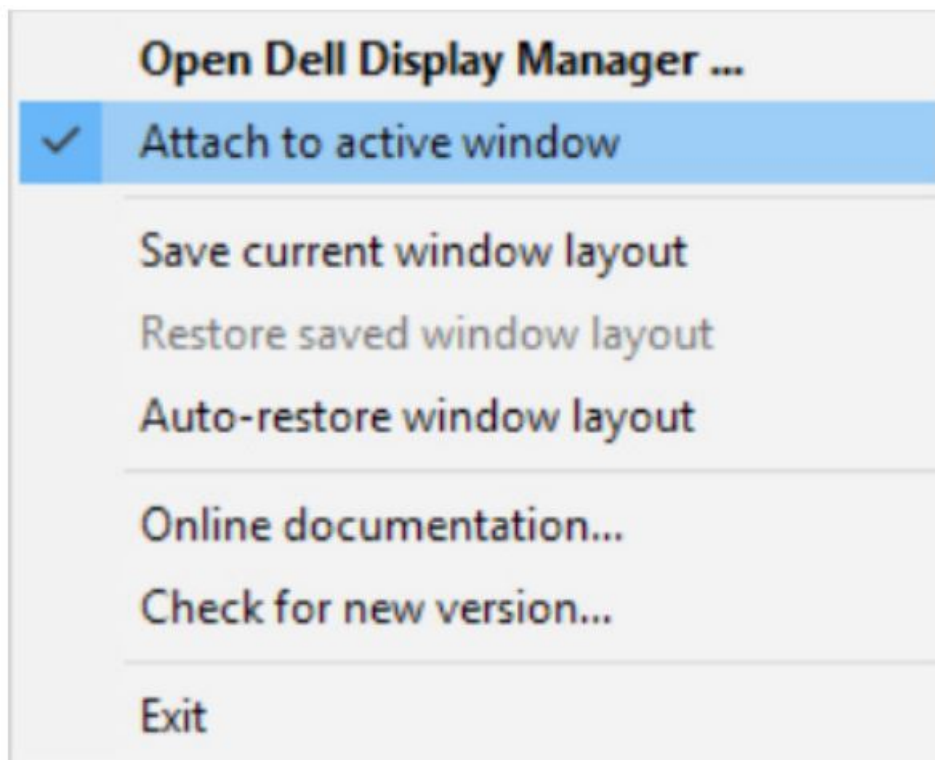 Open Dell Display Manager ...
Attach to active window
Save current window layout
Restore saved window layout
Auto-restore window layout
Online documentation...
Check for new version...
Exit